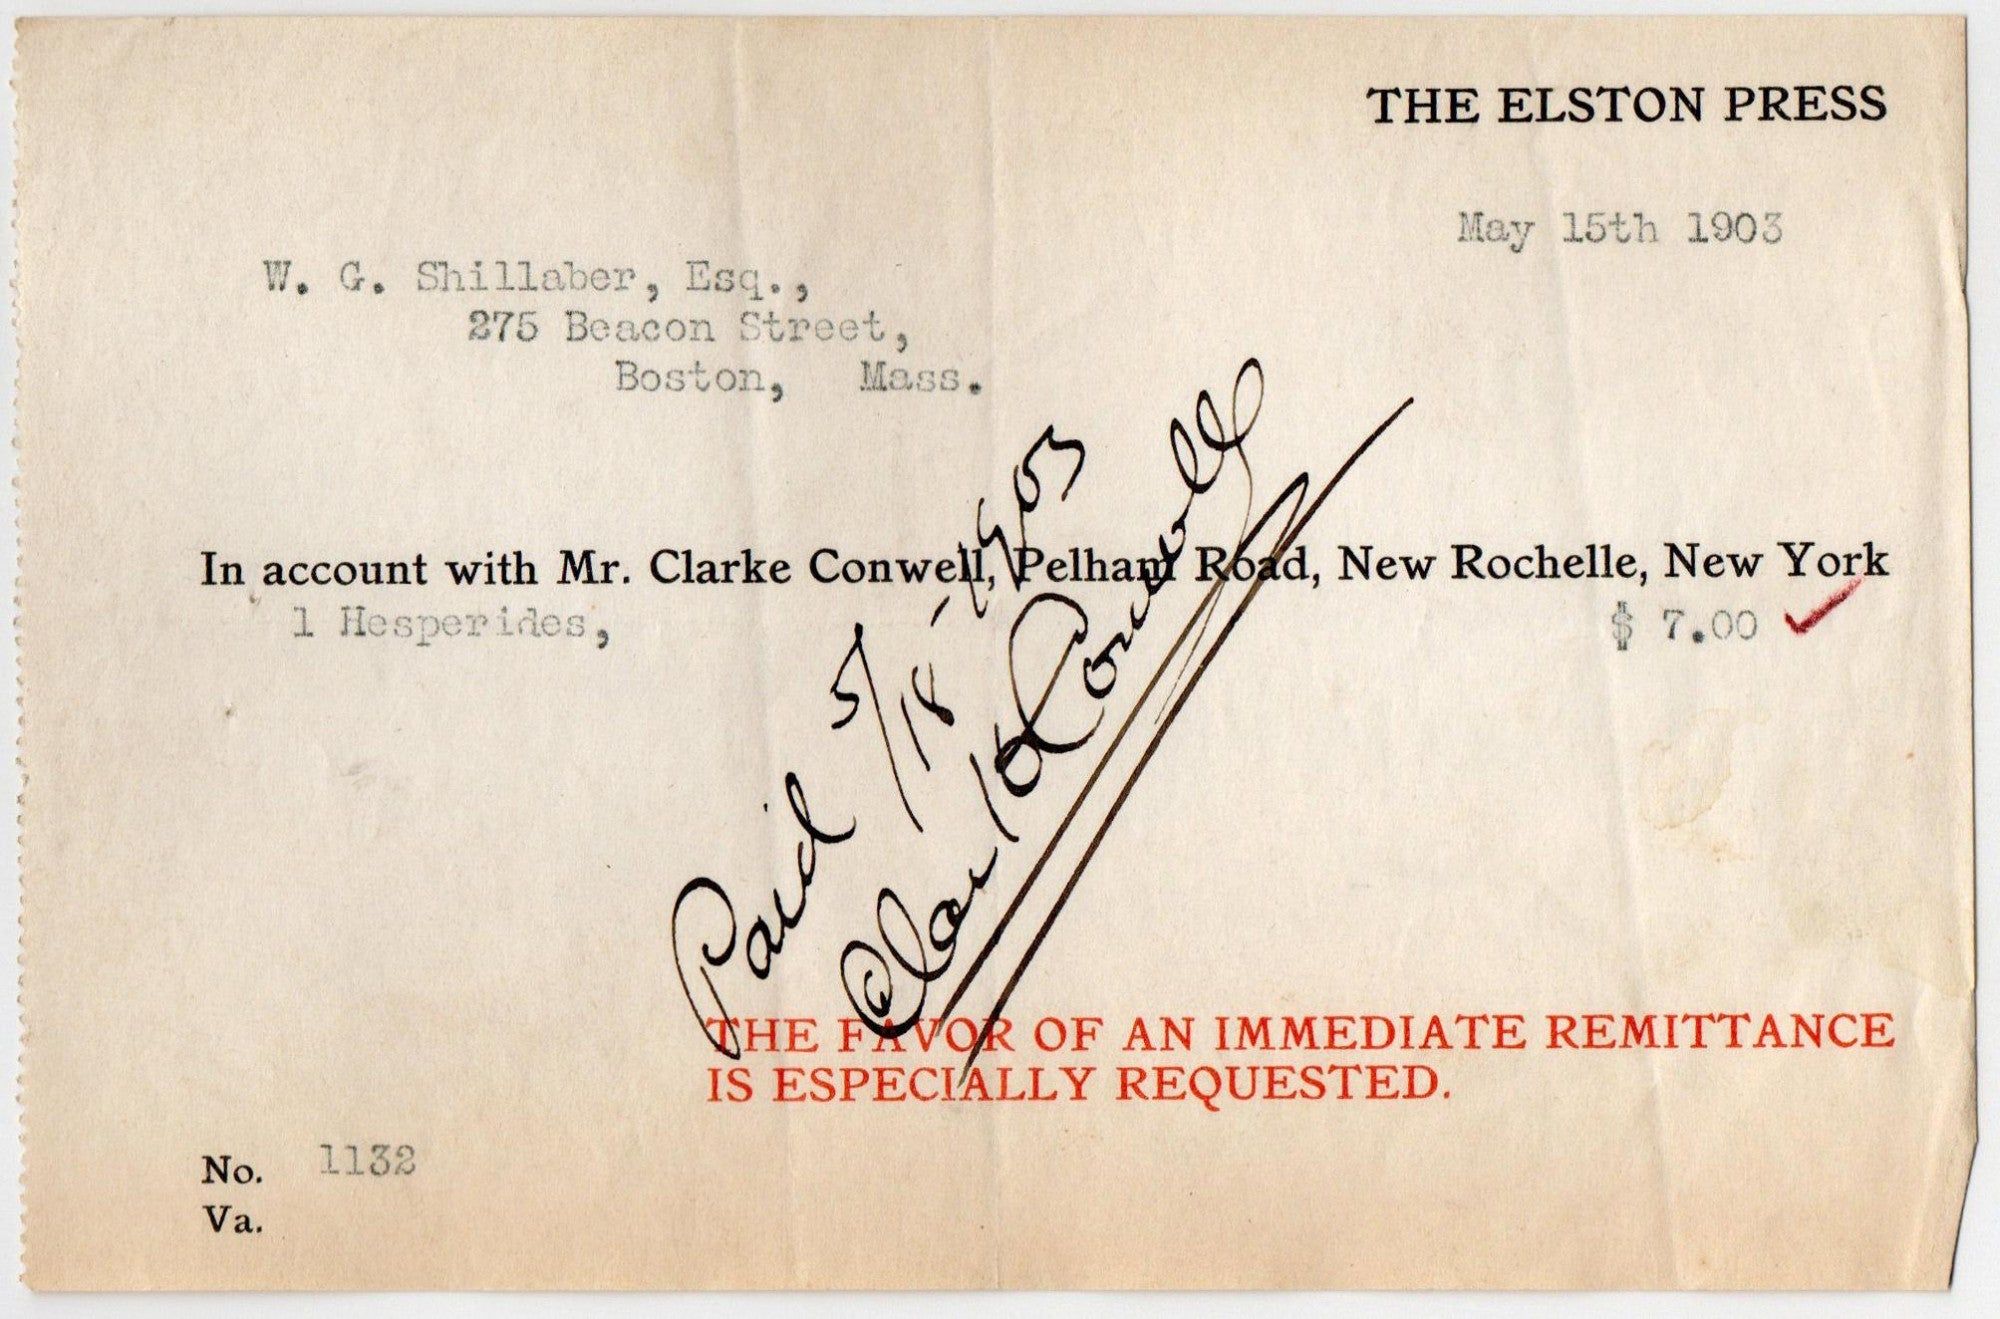 THE ELSTON PRESS
May 15th 1903
W. G. Shillaber, Esq.,
275 Beacon Street,
Boston, Mass.
In account with Mr. Clarke Conwell, Pelham Road, New Rochelle, New York
1 Hesperides, $ 7.00
Paid 5/18-1903
Clarke Conwell
THE FAVOR OF AN IMMEDIATE REMITTANCE
IS ESPECIALLY REQUESTED.
No. 1132
Va.